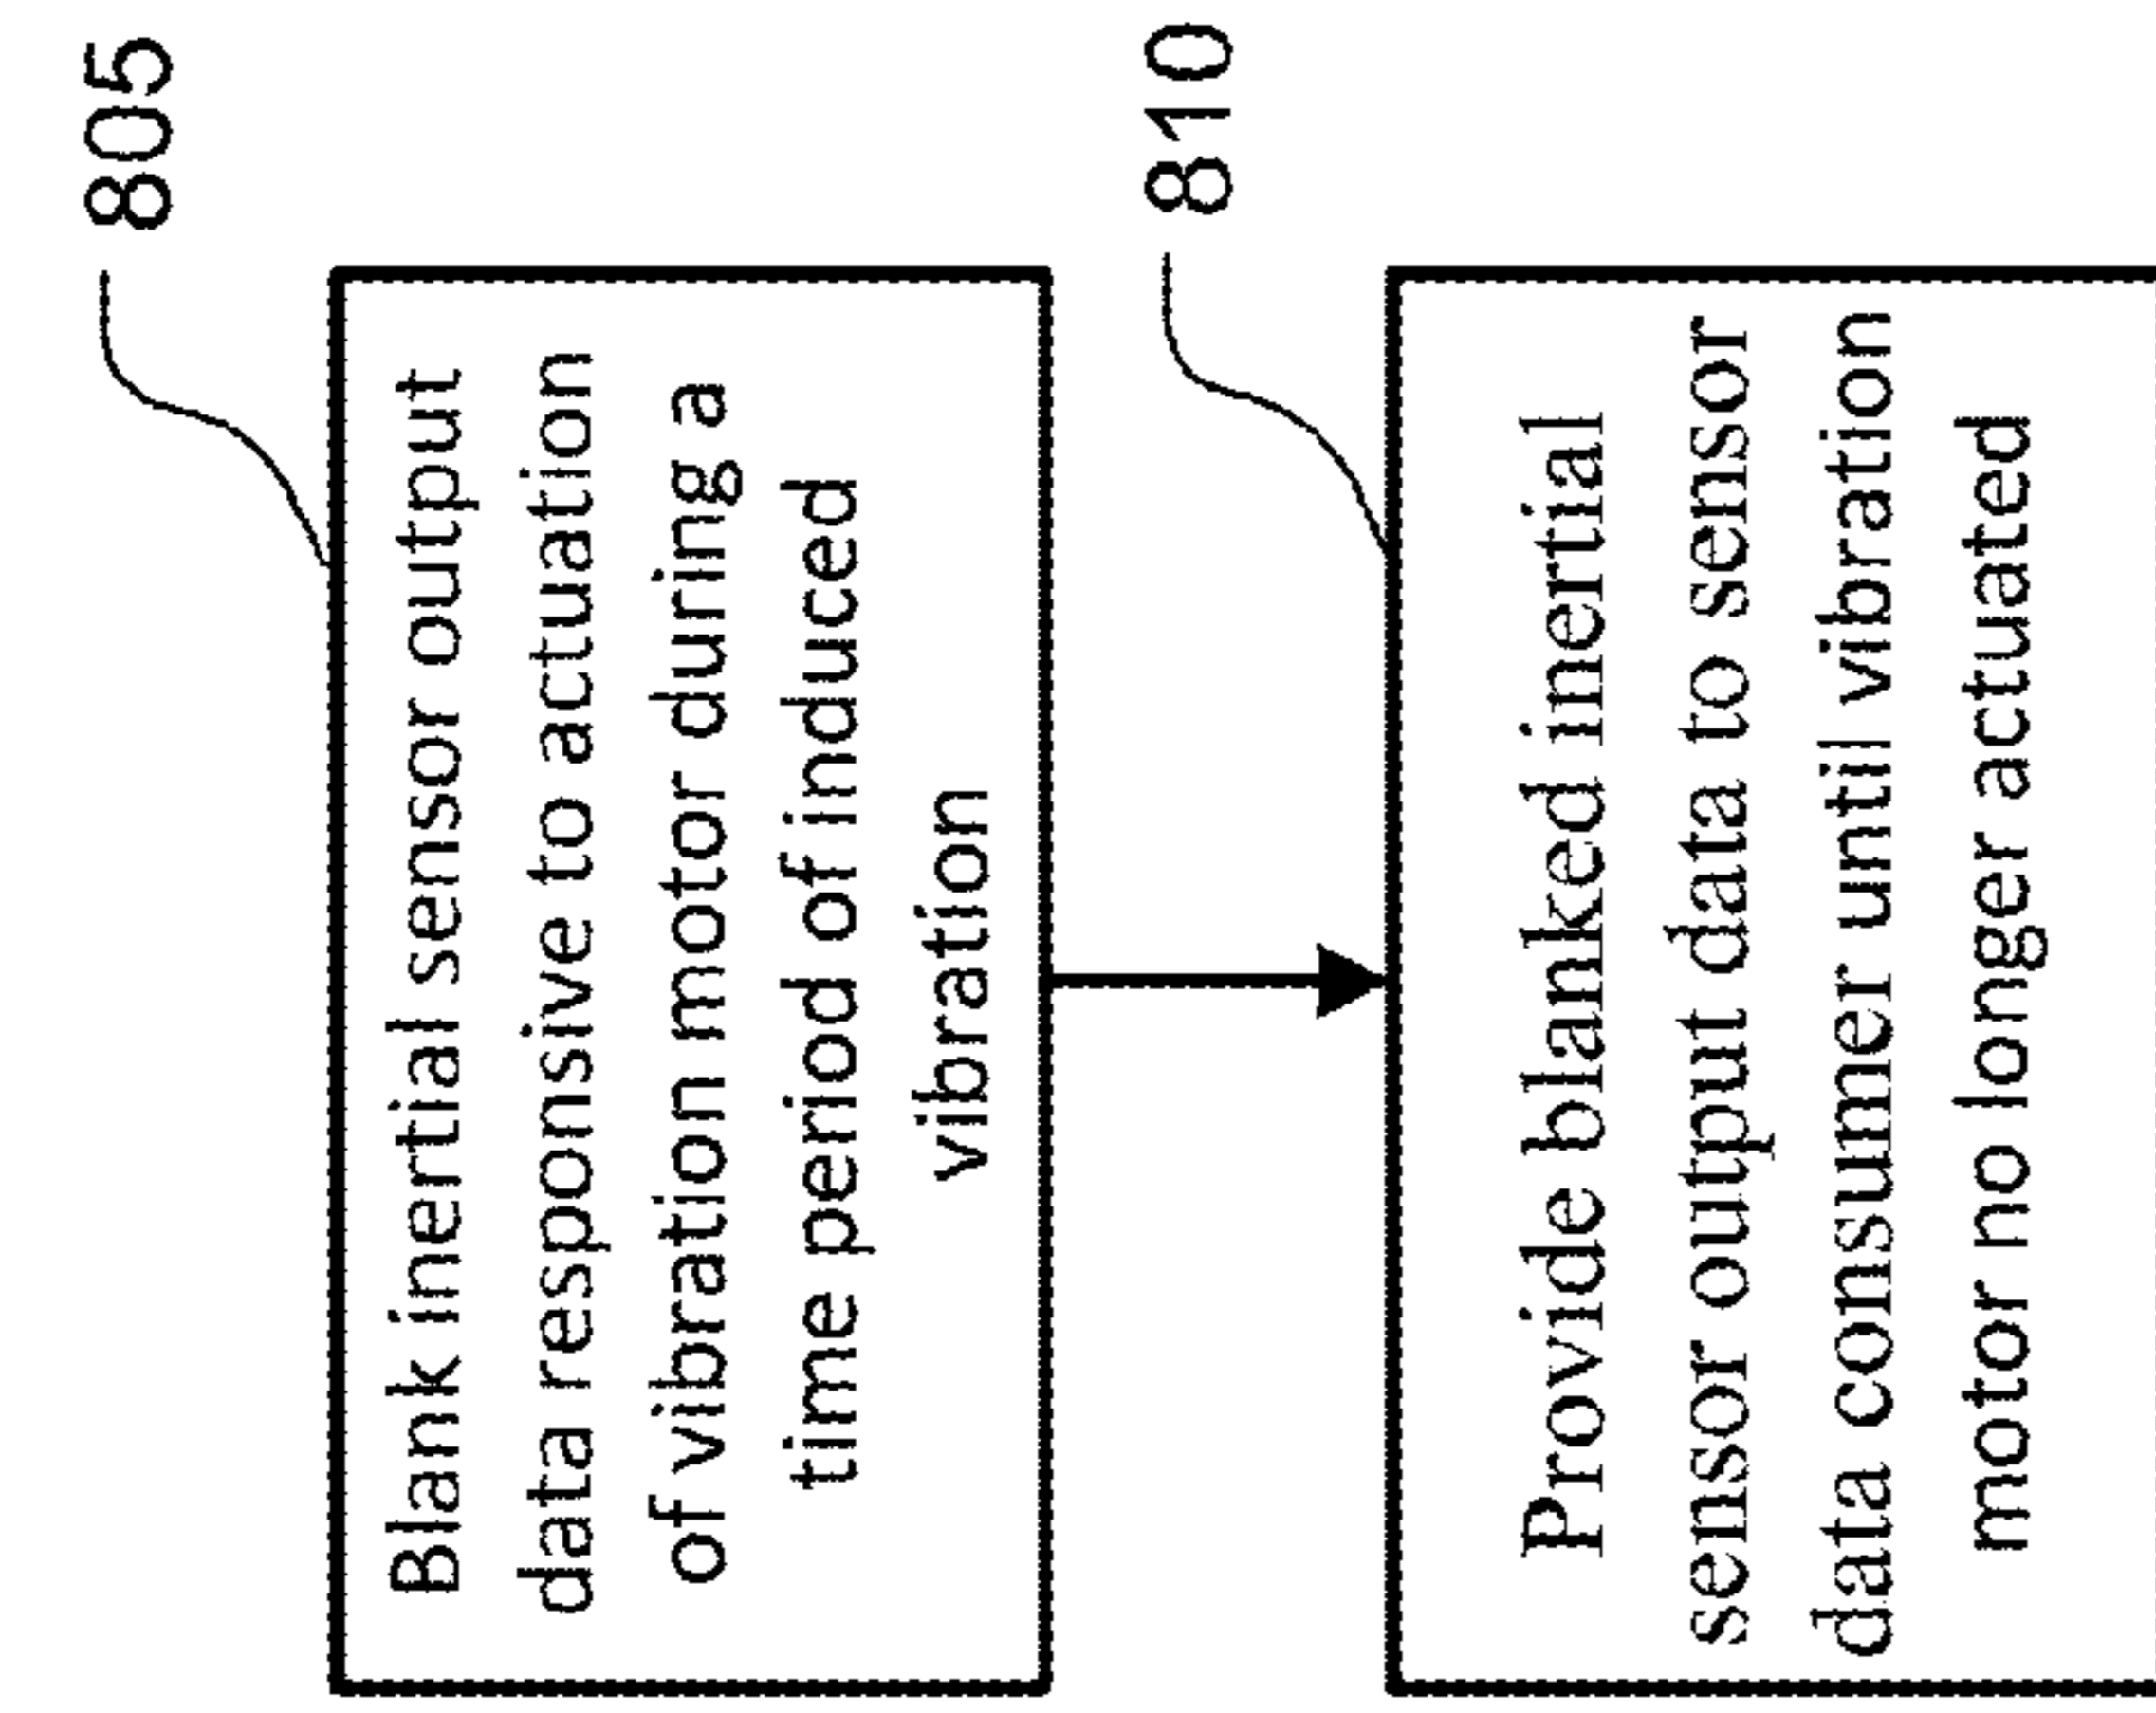 805
Blank inertial sensor output
data responsive to actuation
of vibration motor during a
time period of induced
vibration
810
Provide blanked inertial
sensor output data to sensor
data consumer until vibration
motor no longer actuated